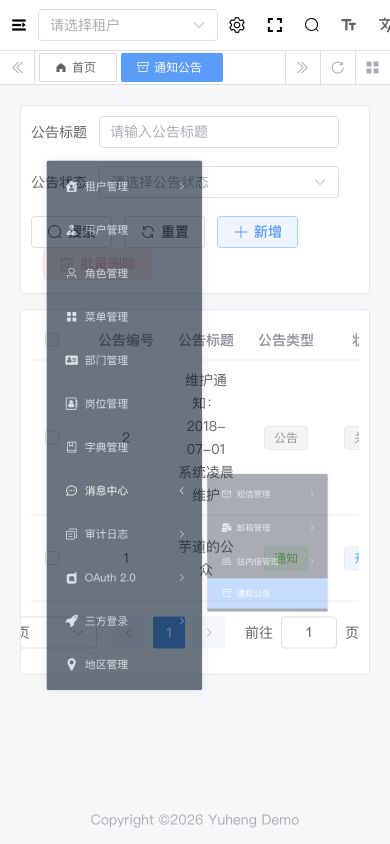 请选择租户
首页
通知公告
公告标题
请输入公告标题
公告状态
请选择公告状态
搜索
重置
新增
批量删除
公告编号
公告标题
公告类型
2
维护通
知：
2018-
07-01
系统凌晨
维护
公告
1
芋道的公
众
通知
页
1
前往
1
页
租户管理
账户管理
角色管理
菜单管理
部门管理
岗位管理
字典管理
消息中心
审计日志
OAuth 2.0
三方登录
地区管理
短信管理
邮箱管理
站内信管理
通知公告
Copyright ©2026 Yuheng Demo